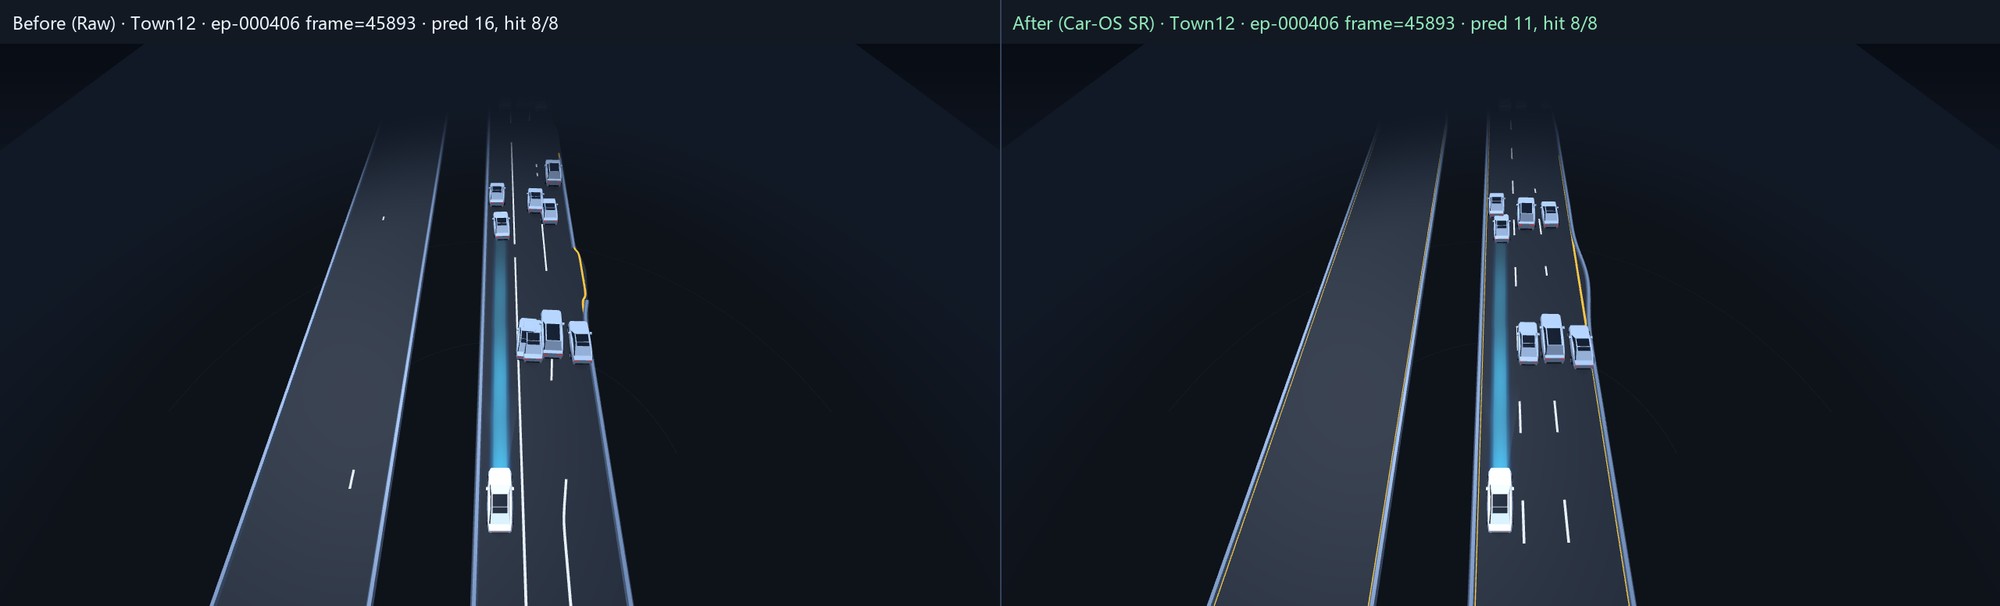 Before (Raw) · Town12 · ep-000406 frame=45893 · pred 16, hit 8/8
After (Car-OS SR) · Town12 · ep-000406 frame=45893 · pred 11, hit 8/8